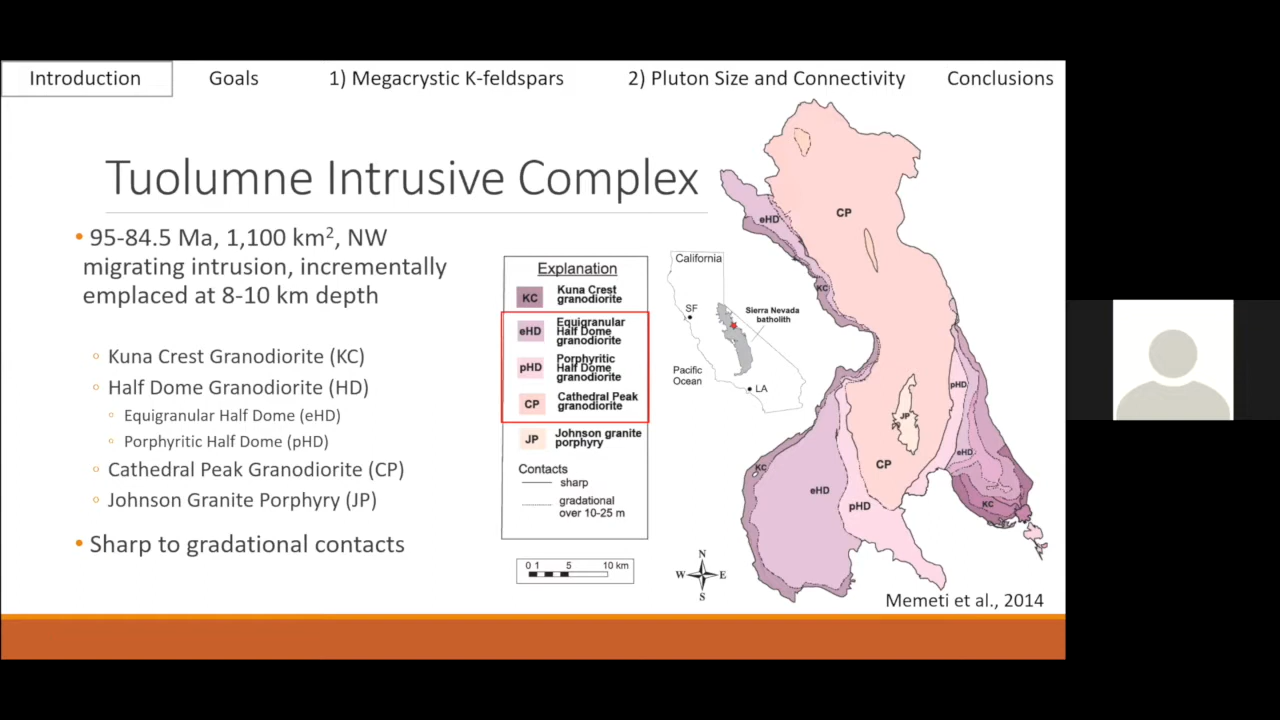 Introduction
Goals
1) Megacrystic K-feldspars
2) Pluton Size and Connectivity
Conclusions
Tuolumne Intrusive Complex
• 95-84.5 Ma, 1,100 km², NW
migrating intrusion, incrementally
emplaced at 8-10 km depth
◦ Kuna Crest Granodiorite (KC)
◦ Half Dome Granodiorite (HD)
◦ Equigranular Half Dome (eHD)
◦ Porphyritic Half Dome (pHD)
◦ Cathedral Peak Granodiorite (CP)
◦ Johnson Granite Porphyry (JP)
• Sharp to gradational contacts
Explanation
KC
Kuna Crest
granodiorite
eHD
Equigranular
Half Dome
granodiorite
pHD
Porphyritic
Half Dome
granodiorite
CP
Cathedral Peak
granodiorite
JP
Johnson granite
porphyry
Contacts
sharp
gradational
over 10-25 m
0 1 5 10 km
California
SF
Sierra Nevada
batholith
Pacific
Ocean
LA
N
W E
S
eHD
CP
KC
pHD
JP
eHD
CP
KC
eHD
pHD
KC
Memeti et al., 2014